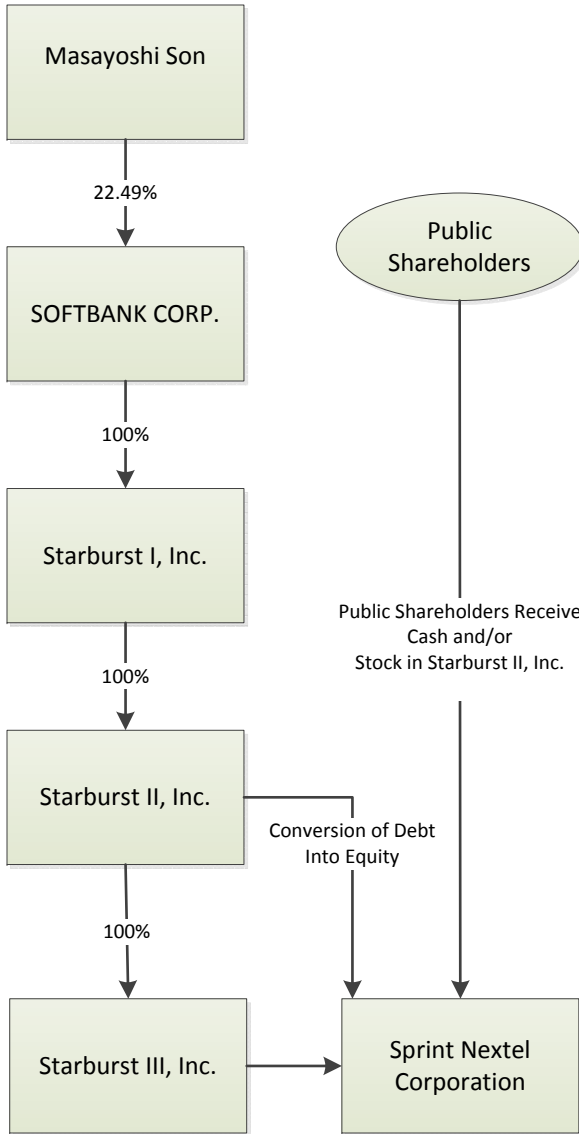 Masayoshi Son
22.49%
SOFTBANK CORP.
Public
Shareholders
100%
Starburst I, Inc.
Public Shareholders Receive
Cash and/or
Stock in Starburst II, Inc.
100%
Starburst II, Inc.
Conversion of Debt
Into Equity
100%
Starburst III, Inc.
Sprint Nextel
Corporation